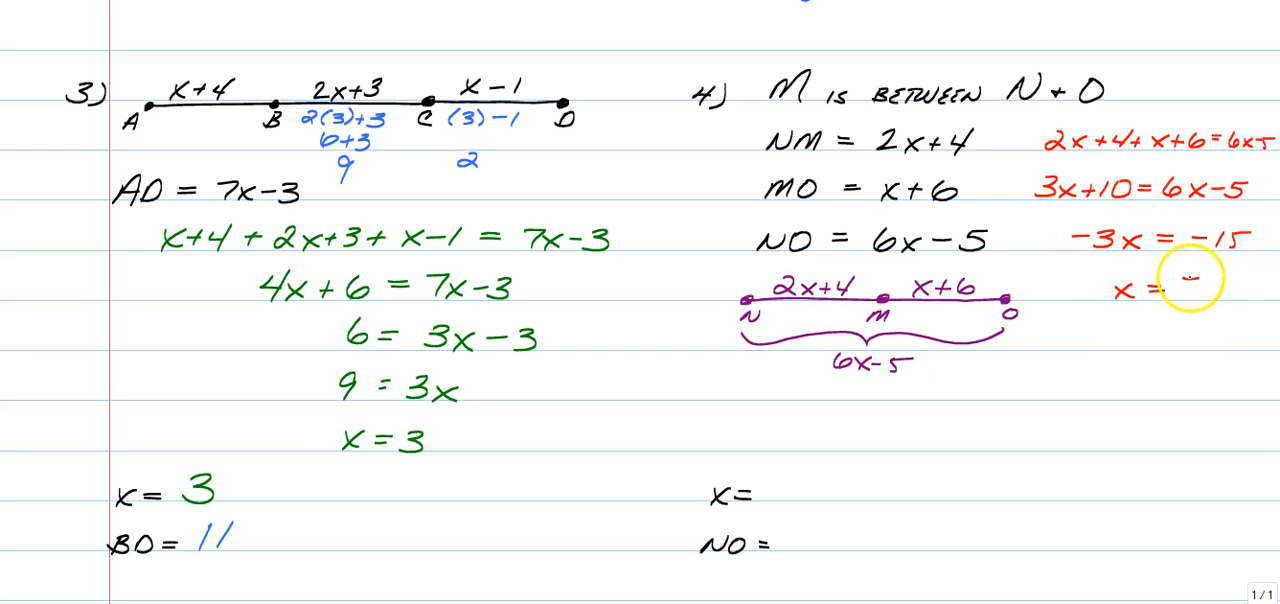 3)
x+4 2x+3 x-1
A B C D
2(3)+3 (3)-1
6+3
9 2
AD = 7x-3
x+4 + 2x+3 + x-1 = 7x-3
4x+6 = 7x-3
6 = 3x-3
9 = 3x
x = 3
x = 3
BD = 11
4) M IS BETWEEN N + O
NM = 2x+4
MO = x+6
NO = 6x-5
2x+4 x+6
N M O
6x-5
2x+4+x+6=6x5
3x+10=6x-5
-3x = -15
x = -
x=
NO =
1/1